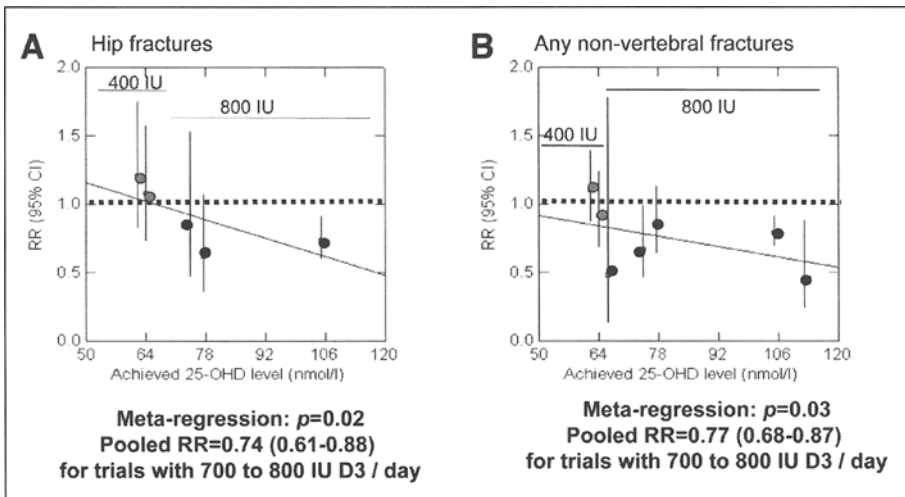 A Hip fractures
2.0
400 IU
800 IU
1.5
1.0
0.5
0.0
RR (95% CI)
50 64 78 92 106 120
Achieved 25-OHD level (nmol/l)
Meta-regression: p=0.02
Pooled RR=0.74 (0.61-0.88)
for trials with 700 to 800 IU D3 / day
B Any non-vertebral fractures
2.0
800 IU
400 IU
1.5
1.0
0.5
0.0
RR (95% CI)
50 64 78 92 106 120
Achieved 25-OHD level (nmol/l)
Meta-regression: p=0.03
Pooled RR=0.77 (0.68-0.87)
for trials with 700 to 800 IU D3 / day